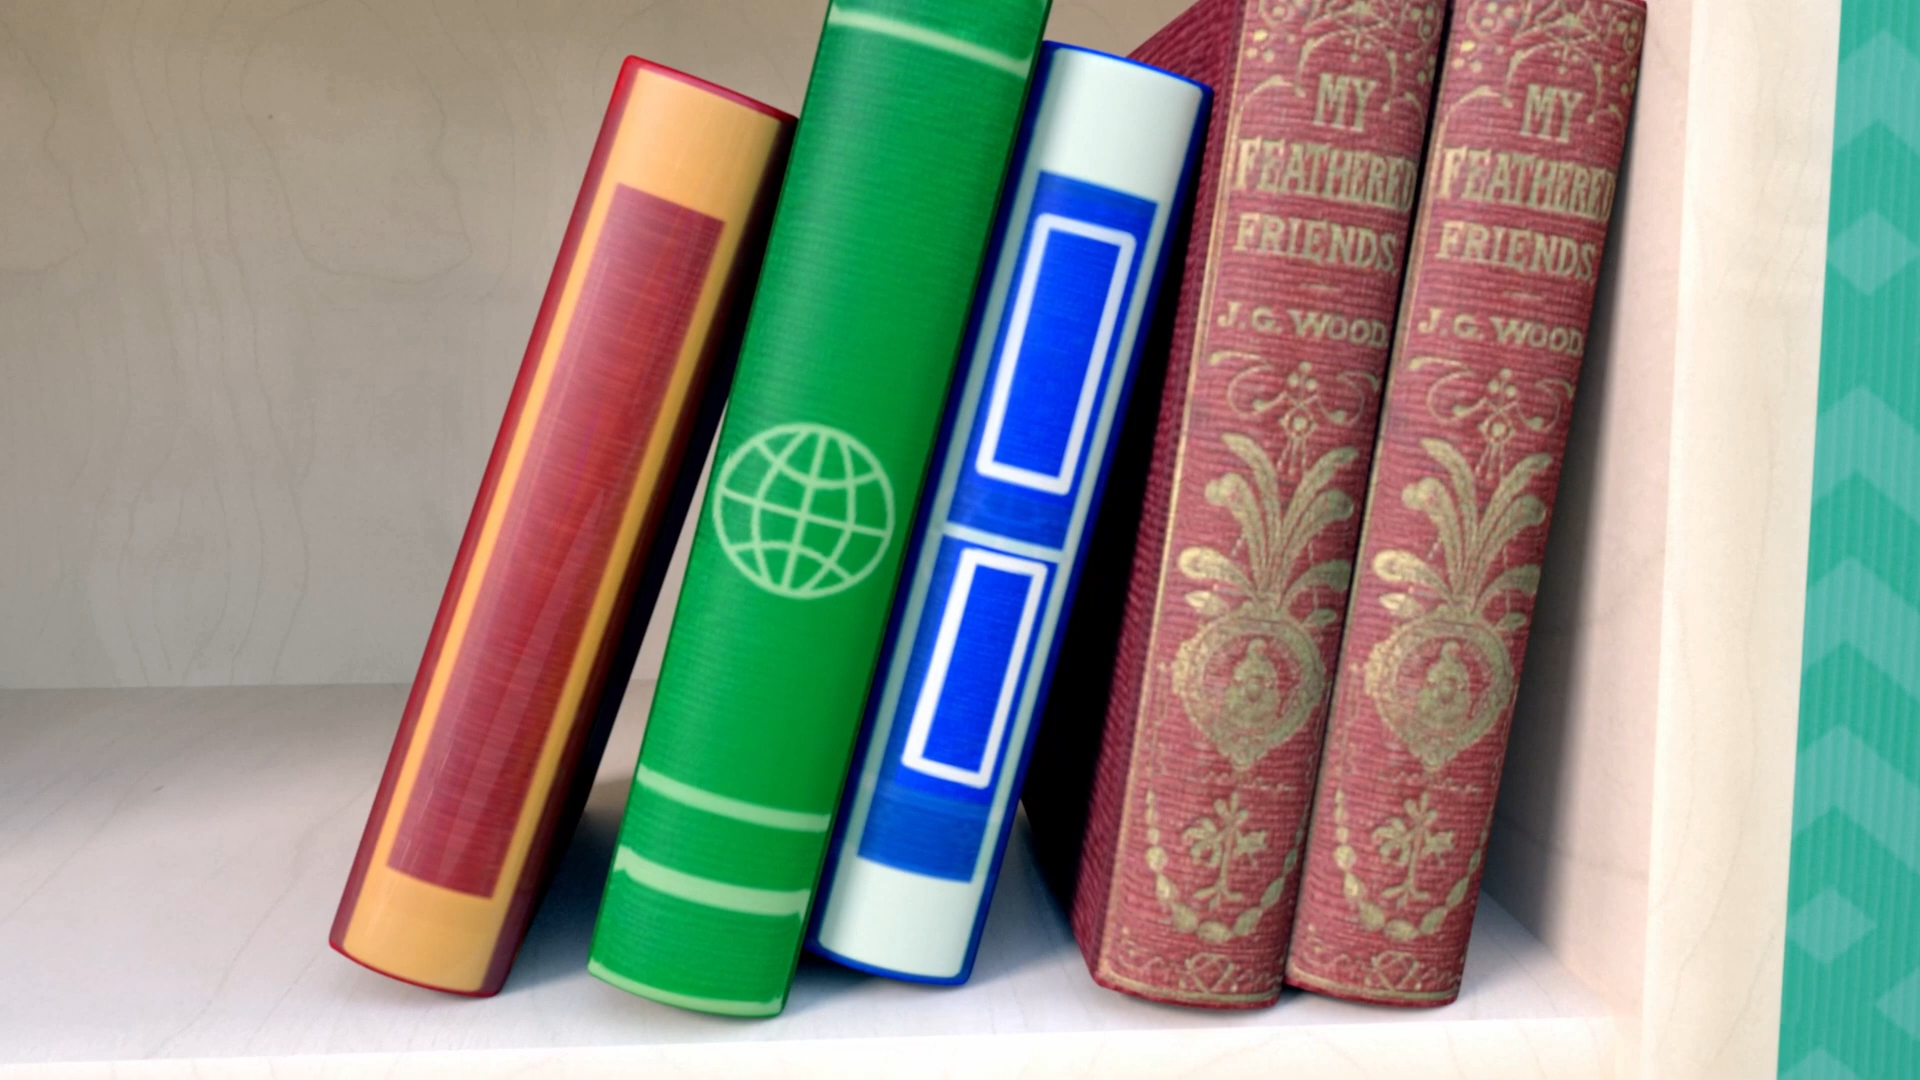 MY
FEATHERED
FRIENDS.
J.G. WOOD
MY
FEATHERED
FRIENDS.
J.G. WOOD